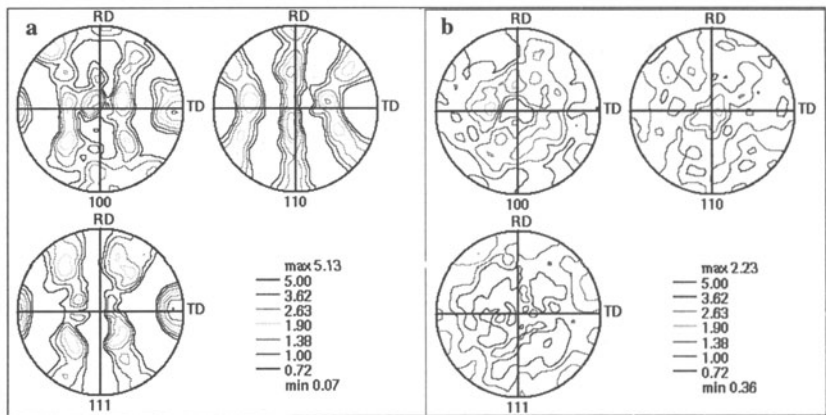 a
RD
RD
TD
TD
100
110
RD
TD
111
max 5.13
5.00
3.62
2.63
1.90
1.38
1.00
0.72
min 0.07
b
RD
RD
TD
TD
100
110
RD
TD
111
max 2.23
5.00
3.62
2.63
1.90
1.38
1.00
0.72
min 0.36